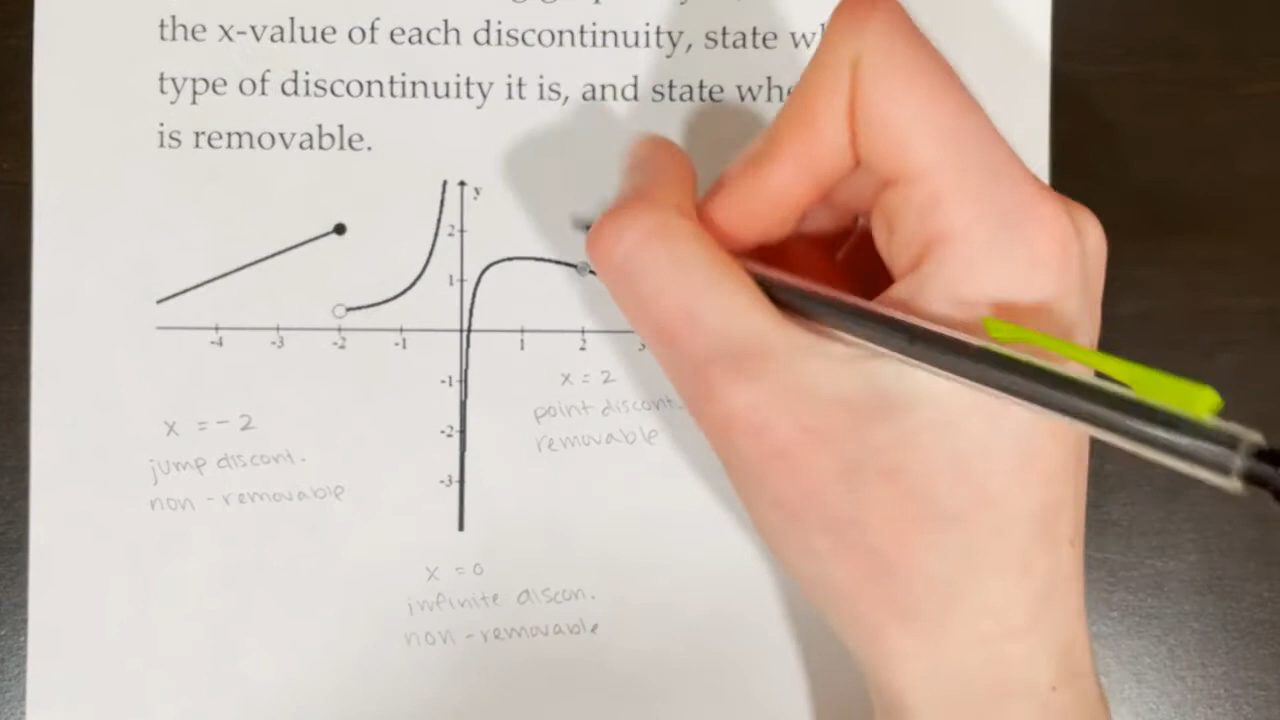 the x-value of each discontinuity, state
type of discontinuity it is, and state
is removable.
y
2
1
-4 -3 -2 -1 1 2 3
-1
-2
-3
x = 2
point discont.
removable
x = -2
jump discont.
non-removable
x = 0
infinite discon.
non-removable